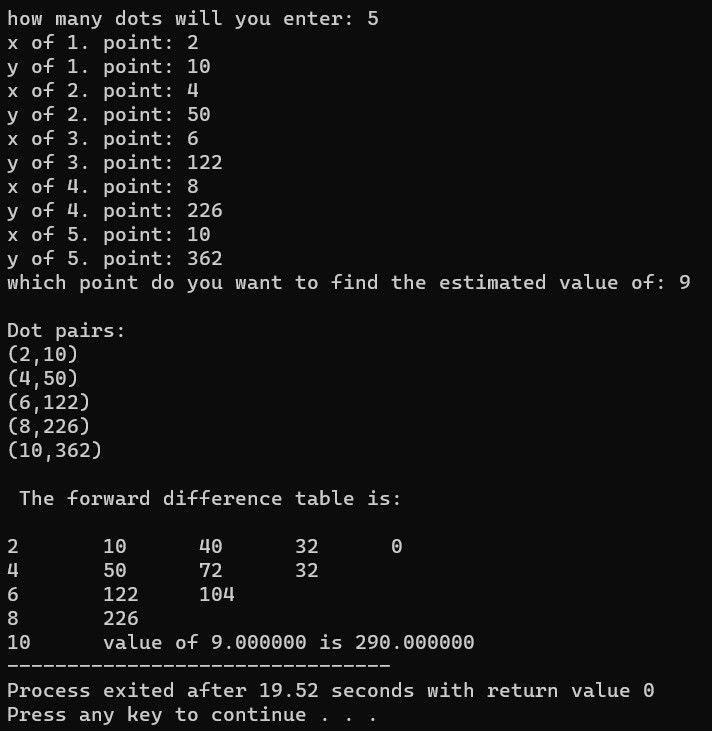 how many dots will you enter: 5
x of 1. point: 2
y of 1. point: 10
x of 2. point: 4
y of 2. point: 50
x of 3. point: 6
y of 3. point: 122
x of 4. point: 8
y of 4. point: 226
x of 5. point: 10
y of 5. point: 362
which point do you want to find the estimated value of: 9

Dot pairs:
(2,10)
(4,50)
(6,122)
(8,226)
(10,362)

 The forward difference table is:

2       10      40      32      0
4       50      72      32
6       122     104
8       226
10      value of 9.000000 is 290.000000
--------------------------------
Process exited after 19.52 seconds with return value 0
Press any key to continue . . .